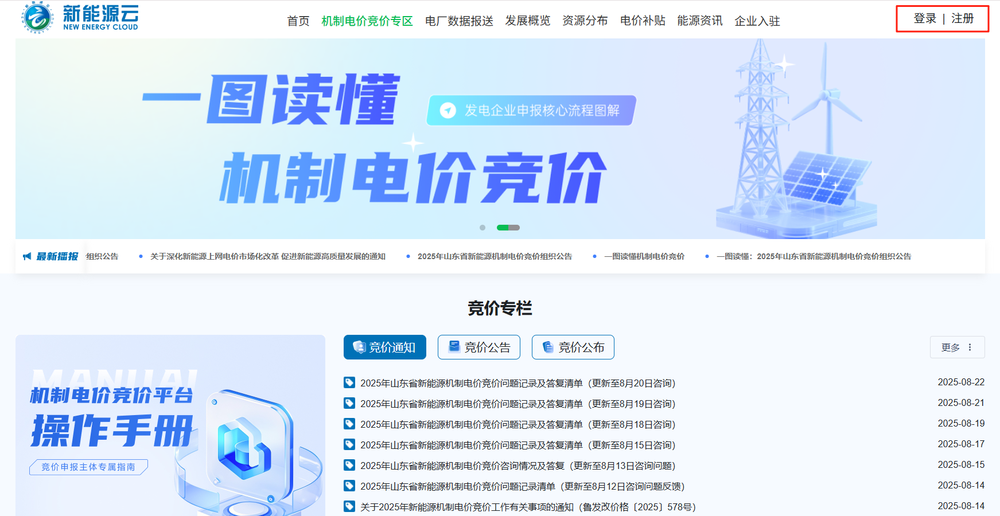 新能源云
NEW ENERGY CLOUD
首页 机制电价竞价专区 电厂数据报送 发展概览 资源分布 电价补贴 能源资讯 企业入驻
登录 | 注册
一图读懂
发电企业申报核心流程图解
机制电价竞价
最新播报 组织公告 关于深化新能源上网电价市场化改革 促进新能源高质量发展的通知 2025年山东省新能源机制电价竞价组织公告 一图读懂机制电价竞价 一图读懂：2025年山东省新能源机制电价竞价组织公告
竞价专栏
MANUAL
机制电价竞价平台
操作手册
竞价申报主体专属指南
竞价通知 竞价公告 竞价公布 更多
2025年山东省新能源机制电价竞价问题记录及答复清单（更新至8月20日咨询） 2025-08-22
2025年山东省新能源机制电价竞价问题记录及答复清单（更新至8月19日咨询） 2025-08-21
2025年山东省新能源机制电价竞价问题记录及答复清单（更新至8月18日咨询） 2025-08-19
2025年山东省新能源机制电价竞价问题记录及答复清单（更新至8月15日咨询） 2025-08-17
2025年山东省新能源机制电价竞价咨询情况及答复（更新至8月13日咨询问题） 2025-08-15
2025年山东省新能源机制电价竞价问题记录清单（更新至8月12日咨询问题反馈） 2025-08-14
关于2025年新能源机制电价竞价工作有关事项的通知（鲁发改价格〔2025〕578号） 2025-08-14